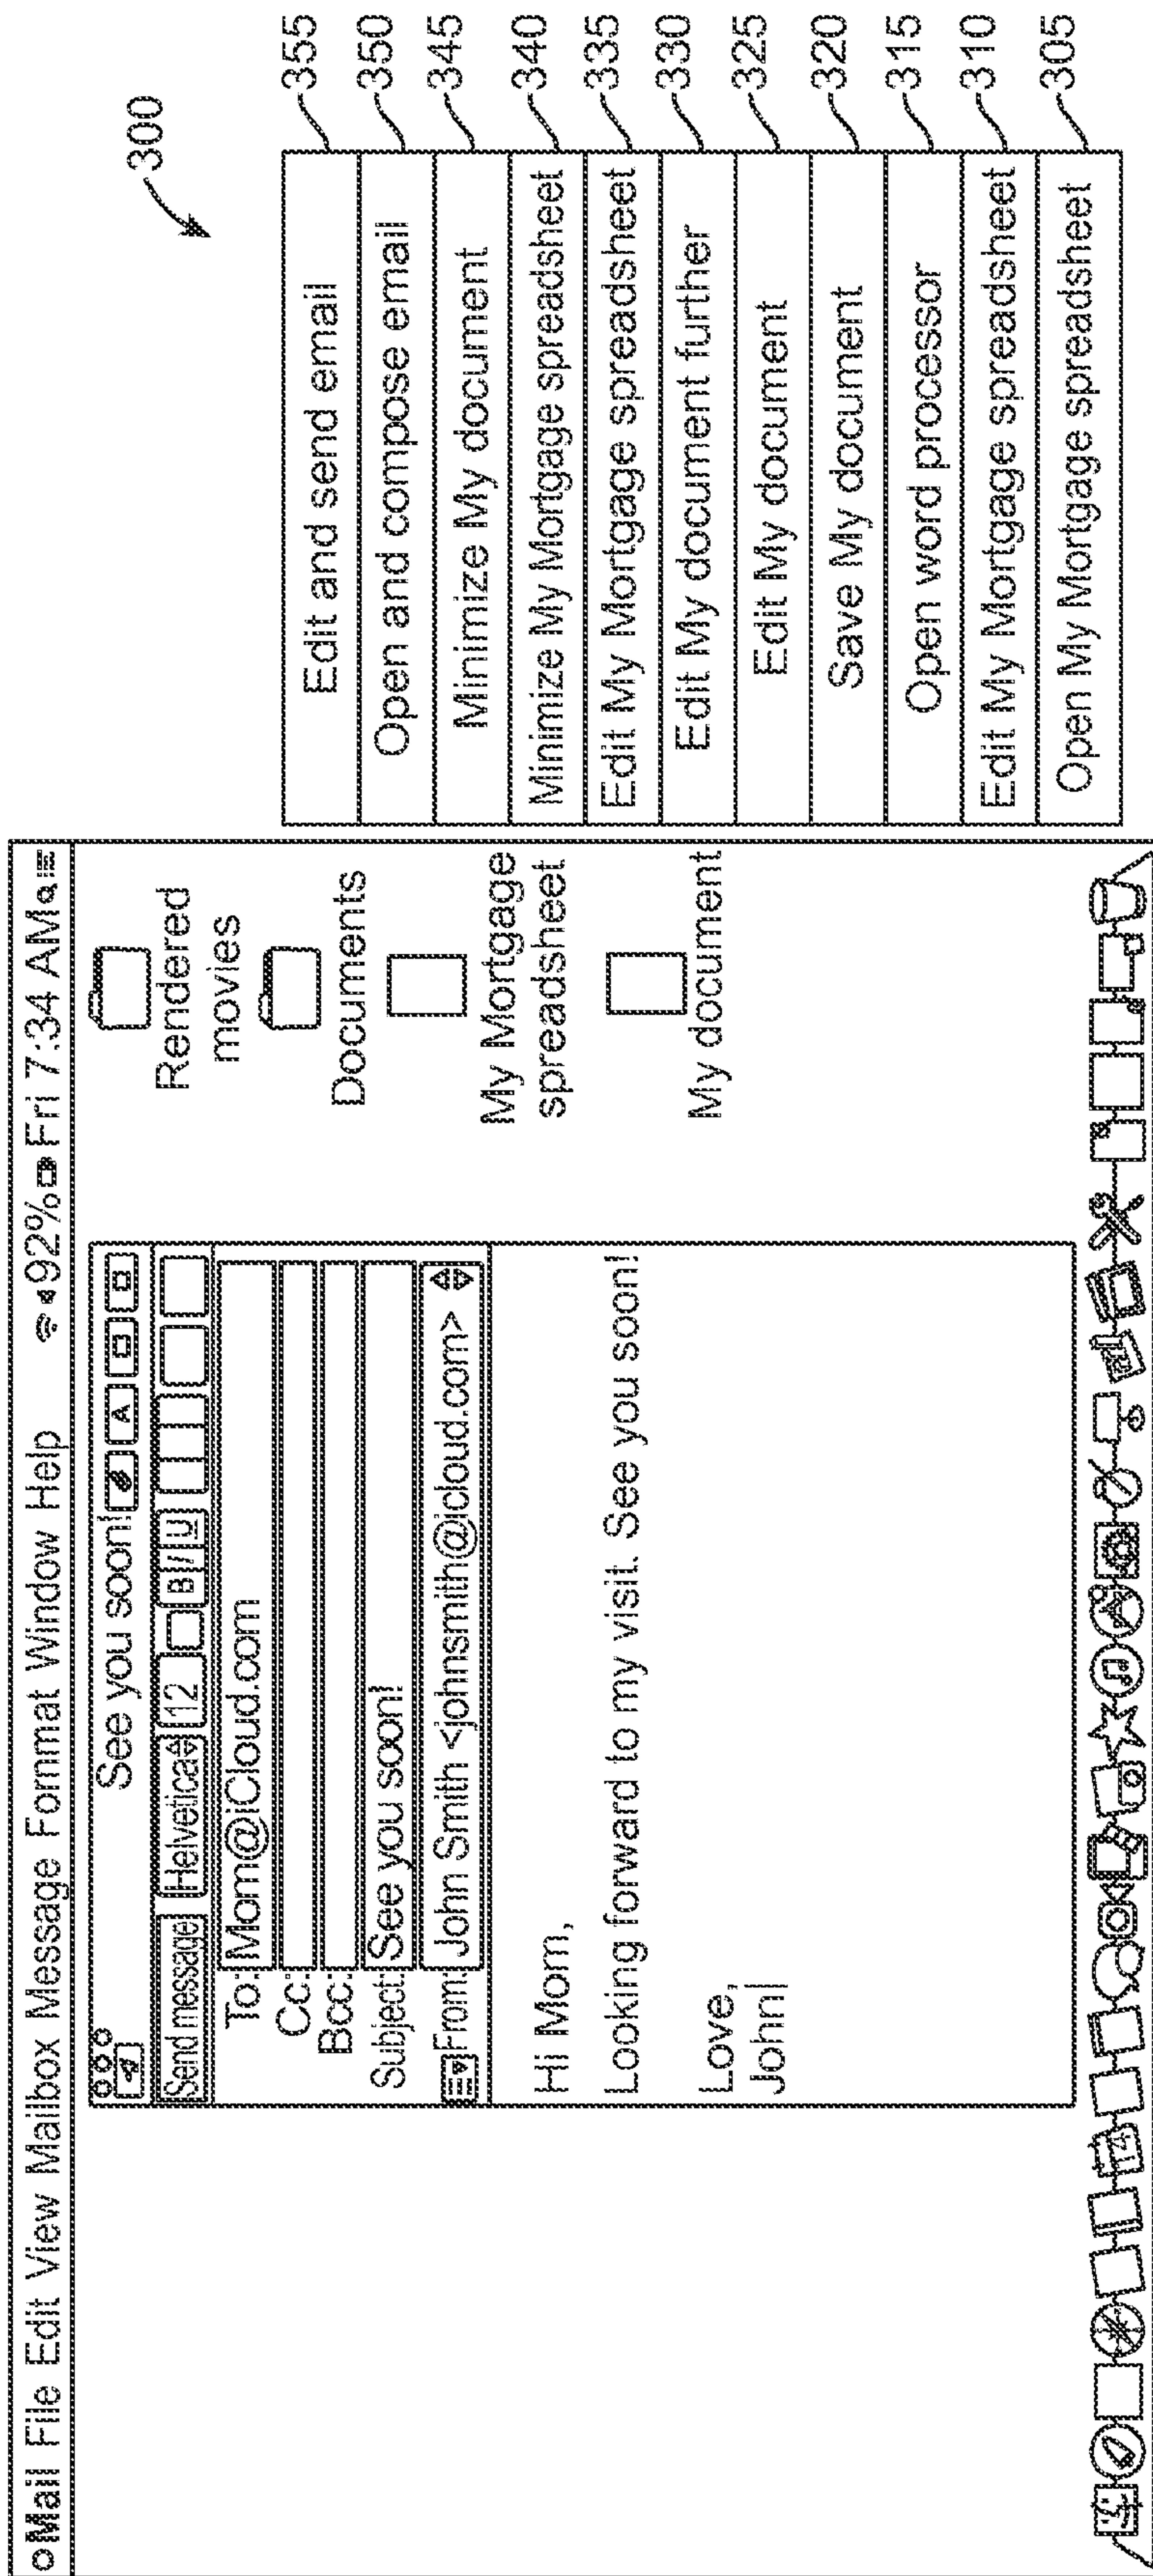 Mail File Edit View Mailbox Message Format Window Help 92% Fri 7:34 AM
See you soon! A
Send message Helvetica 12 B I U
To: Mom@iCloud.com
Cc:
Bcc:
Subject: See you soon!
From: John Smith <johnsmith@icloud.com>
Hi Mom,
Looking forward to my visit. See you soon!
Love,
John
Rendered
movies
Documents
My Mortgage
spreadsheet
My document
300
Edit and send email 355
Open and compose email 350
Minimize My document 345
Minimize My Mortgage spreadsheet 340
Edit My Mortgage spreadsheet 335
Edit My document further 330
Edit My document 325
Save My document 320
Open word processor 315
Edit My Mortgage spreadsheet 310
Open My Mortgage spreadsheet 305